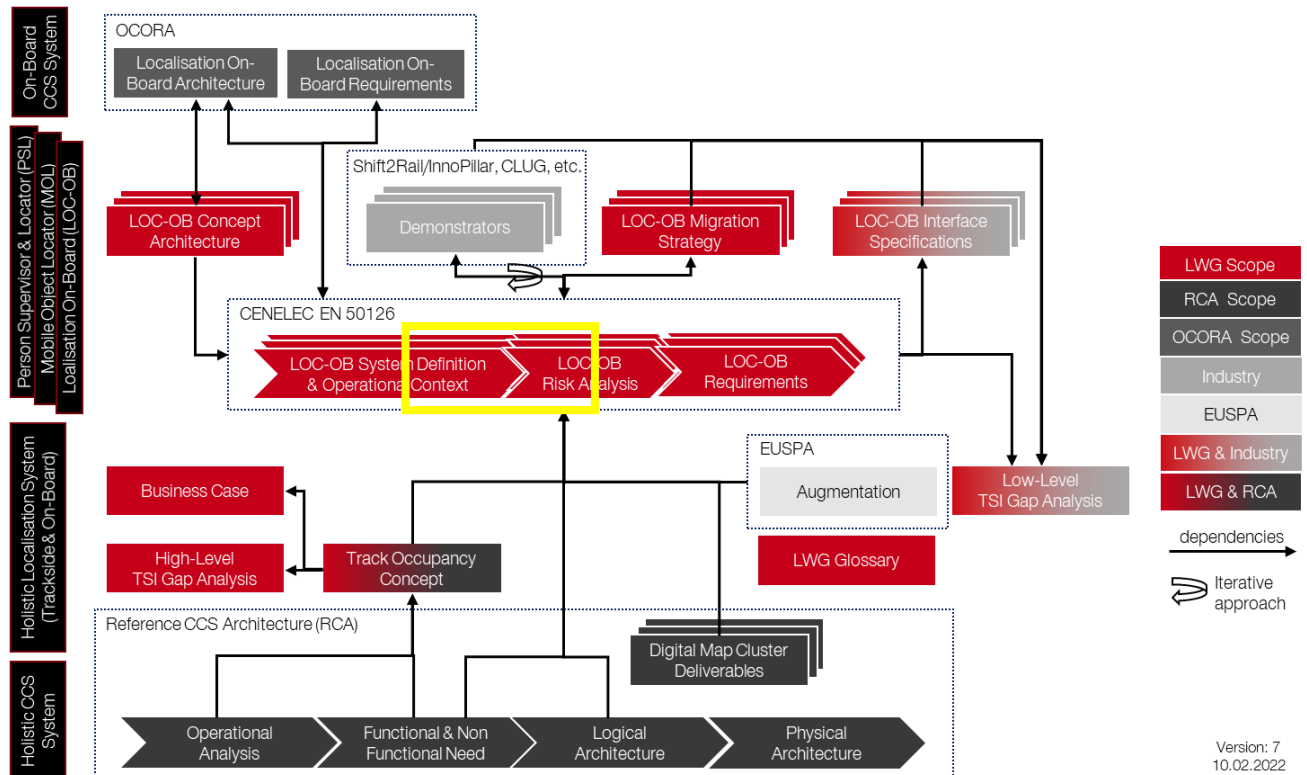 On-Board
CCS System
OCORA
Localisation On-
Board Architecture
Localisation On-
Board Requirements
Person Supervisor & Locator (PSL)
Mobile Object Locator (MOL)
Loalisation On-Board (LOC-OB)
Shift2Rail/InnoPillar, CLUG, etc.
LOC-OB Concept
Architecture
Demonstrators
LOC-OB Migration
Strategy
LOC-OB Interface
Specifications
CENELEC EN 50126
LOC-OB System Definition
& Operational Context
LOC-OB
Risk Analysis
LOC-OB
Requirements
LWG Scope
RCA Scope
OCORA Scope
Industry
EUSPA
LWG & Industry
LWG & RCA
dependencies
Iterative
approach
Holistic Localisation System
(Trackside & On-Board)
Business Case
High-Level
TSI Gap Analysis
Track Occupancy
Concept
EUSPA
Augmentation
LWG Glossary
Low-Level
TSI Gap Analysis
Holistic CCS
System
Reference CCS Architecture (RCA)
Digital Map Cluster
Deliverables
Operational
Analysis
Functional & Non
Functional Need
Logical
Architecture
Physical
Architecture
Version: 7
10.02.2022